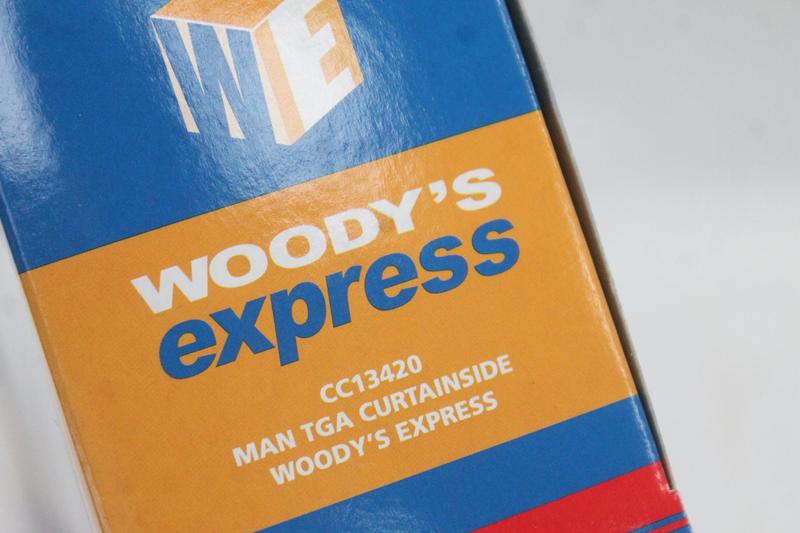 WE
WOODY'S
express
CC13420
MAN TGA CURTAINSIDE
WOODY'S EXPRESS